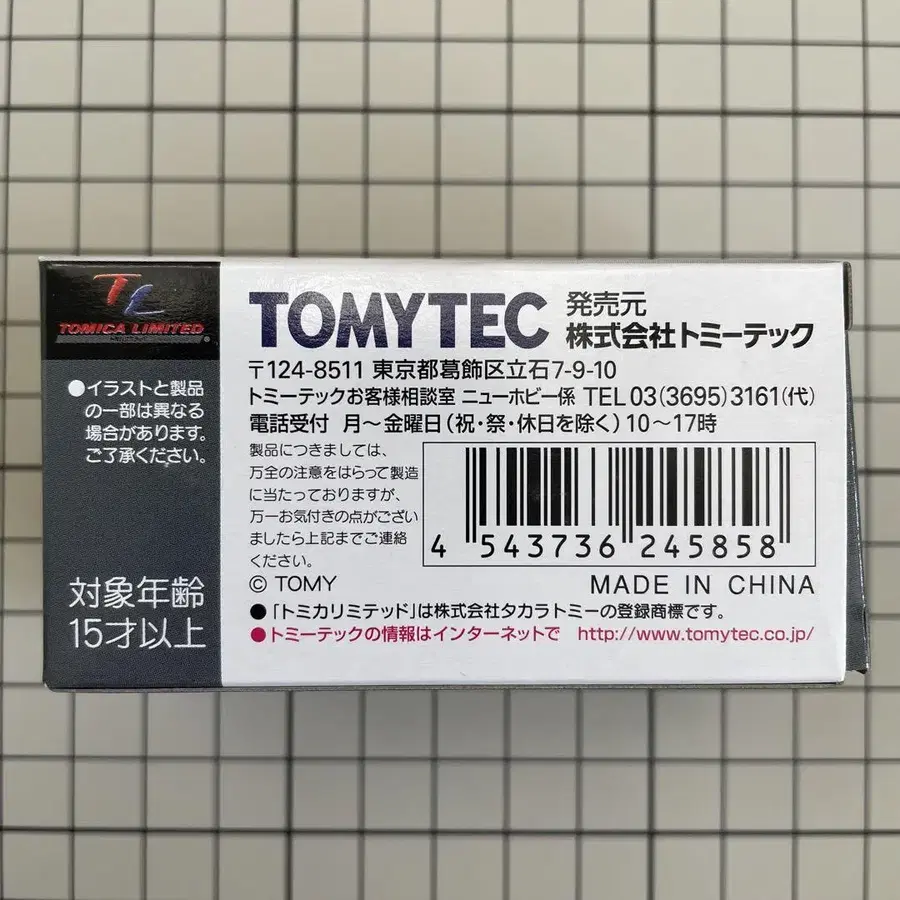 TL
TOMICA LIMITED
●イラストと製品
の一部は異なる
場合があります。
ご了承ください。
対象年齢
15才以上
TOMYTEC
発売元
株式会社トミーテック
〒124-8511 東京都葛飾区立石7-9-10
トミーテックお客様相談室 ニューホビー係 TEL 03(3695)3161(代)
電話受付 月〜金曜日(祝・祭・休日を除く)10〜17時
製品につきましては、
万全の注意をはらって製造
に当たっておりますが、
万一お気付きの点がござい
ましたら上記までご連絡
ください。
4 543736 245858
© TOMY
MADE IN CHINA
●「トミカリミテッド」は株式会社タカラトミーの登録商標です。
●トミーテックの情報はインターネットで http://www.tomytec.co.jp/